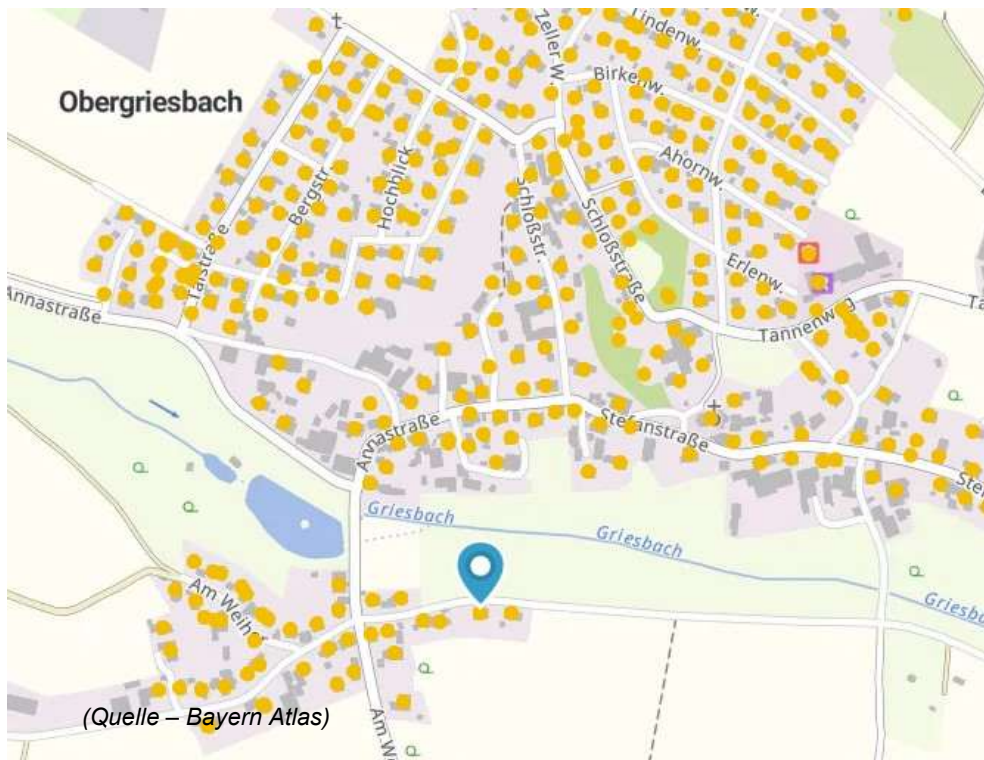 Zeller W.
Lindenw.
Birkenw.
Obergriesbach
Ahornw.
Bergstr.
Hochblick
Schloßstr.
Schloßstraße
Talstraße
Erlenw.
Annastraße
Tannenweg
Annastraße
Stefanstraße
Griesbach
Griesbach
Am Weiher
Griesba
(Quelle – Bayern Atlas)
Am Wi